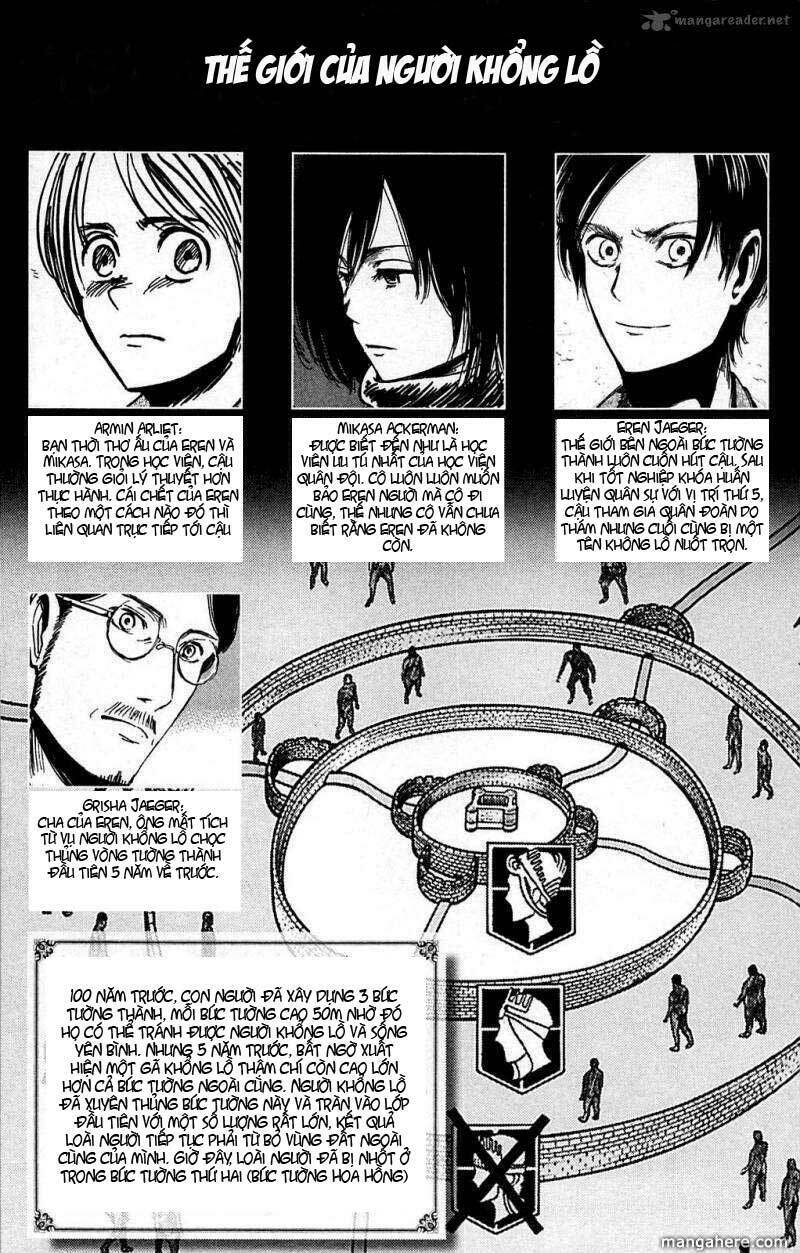 mangareader.net
THẾ GIỚI CỦA NGƯỜI KHỔNG LỒ
ARMIN ARLIET:
BẠN THỜI THƠ ẤU CỦA EREN VÀ
MIKASA. TRONG HỌC VIÊN, CẬU
THƯỜNG GIỎI LÝ THUYẾT HƠN
THỰC HÀNH. CÁI CHẾT CỦA EREN
THEO MỘT CÁCH NÀO ĐÓ THÌ
LIÊN QUAN TRỰC TIẾP TỚI CẬU
MIKASA ACKERMAN:
ĐƯỢC BIẾT ĐẾN NHƯ LÀ HỌC
VIÊN ƯU TÚ NHẤT CỦA HỌC VIỆN
QUÂN ĐỘI. CÔ LUÔN LUÔN MUỐN
BẢO EREN NGƯỜI MÀ CÔ ĐI
CÙNG, THẾ NHƯNG CÔ VẪN CHƯA
BIẾT RẰNG EREN ĐÃ KHÔNG
CÒN.
EREN JAEGER:
THẾ GIỚI BÊN NGOÀI BỨC TƯỜNG
THÀNH LUÔN CUỐN HÚT CẬU. SAU
KHI TỐT NGHIỆP KHÓA HUẤN
LUYỆN QUÂN SỰ VỚI VỊ TRÍ THỨ 5,
CẬU THAM GIA QUÂN ĐOÀN DO
THÁM NHƯNG CUỐI CÙNG BỊ MỘT
TÊN KHỔNG LỒ NUỐT TRỌN.
GRISHA JAEGER:
CHA CỦA EREN, ÔNG MẤT TÍCH
TỪ VỤ NGƯỜI KHỔNG LỒ CHỌC
THỦNG VÒNG TƯỜNG THÀNH
ĐẦU TIÊN 5 NĂM VỀ TRƯỚC.
100 NĂM TRƯỚC, CON NGƯỜI ĐÃ XÂY DỰNG 3 BỨC
TƯỜNG THÀNH, MỖI BỨC TƯỜNG CAO 50M NHỜ ĐÓ
HỌ CÓ THỂ TRÁNH ĐƯỢC NGƯỜI KHỔNG LỒ VÀ SỐNG
YÊN BÌNH. NHƯNG 5 NĂM TRƯỚC, BẤT NGỜ XUẤT
HIỆN MỘT GÃ KHỔNG LỒ THẬM CHÍ CÒN CAO LỚN
HƠN CẢ BỨC TƯỜNG NGOÀI CÙNG. NGƯỜI KHỔNG LỒ
ĐÃ XUYÊN THỦNG BỨC TƯỜNG NÀY VÀ TRÀN VÀO LỚP
ĐẦU TIÊN VỚI MỘT SỐ LƯỢNG RẤT LỚN, KẾT QUẢ
LOÀI NGƯỜI TIẾP TỤC PHẢI TỪ BỎ VÙNG ĐẤT NGOÀI
CÙNG CỦA MÌNH. GIỜ ĐÂY, LOÀI NGƯỜI ĐÃ BỊ NHỐT Ở
TRONG BỨC TƯỜNG THỨ HAI (BỨC TƯỜNG HOA HỒNG)
mangahere.com